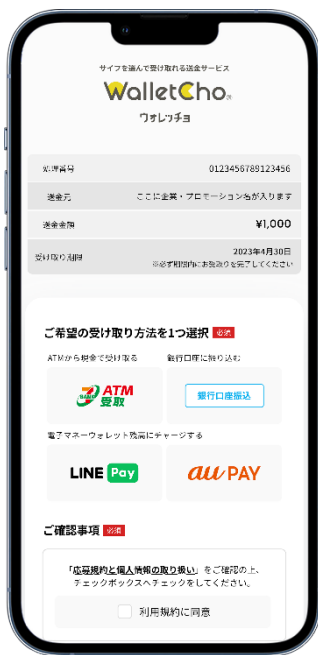 サイフを選んで受け取れる送金サービス
WalletCho®
ウォレッチョ
処理番号 0123456789123456
送金元 ここに企業・プロモーション名が入ります
送金金額 ¥1,000
受け取り期限 2023年4月30日
※必ず期限内にお受取りを完了してください
ご希望の受け取り方法を1つ選択 必須
ATMから現金で受け取る 銀行口座に振り込む
ATM 受取
銀行口座振込
電子マネーウォレット残高にチャージする
LINE Pay au PAY
ご確認事項 必須
「応募規約と個人情報の取り扱い」をご確認の上、
チェックボックスへチェックをしてください。
利用規約に同意